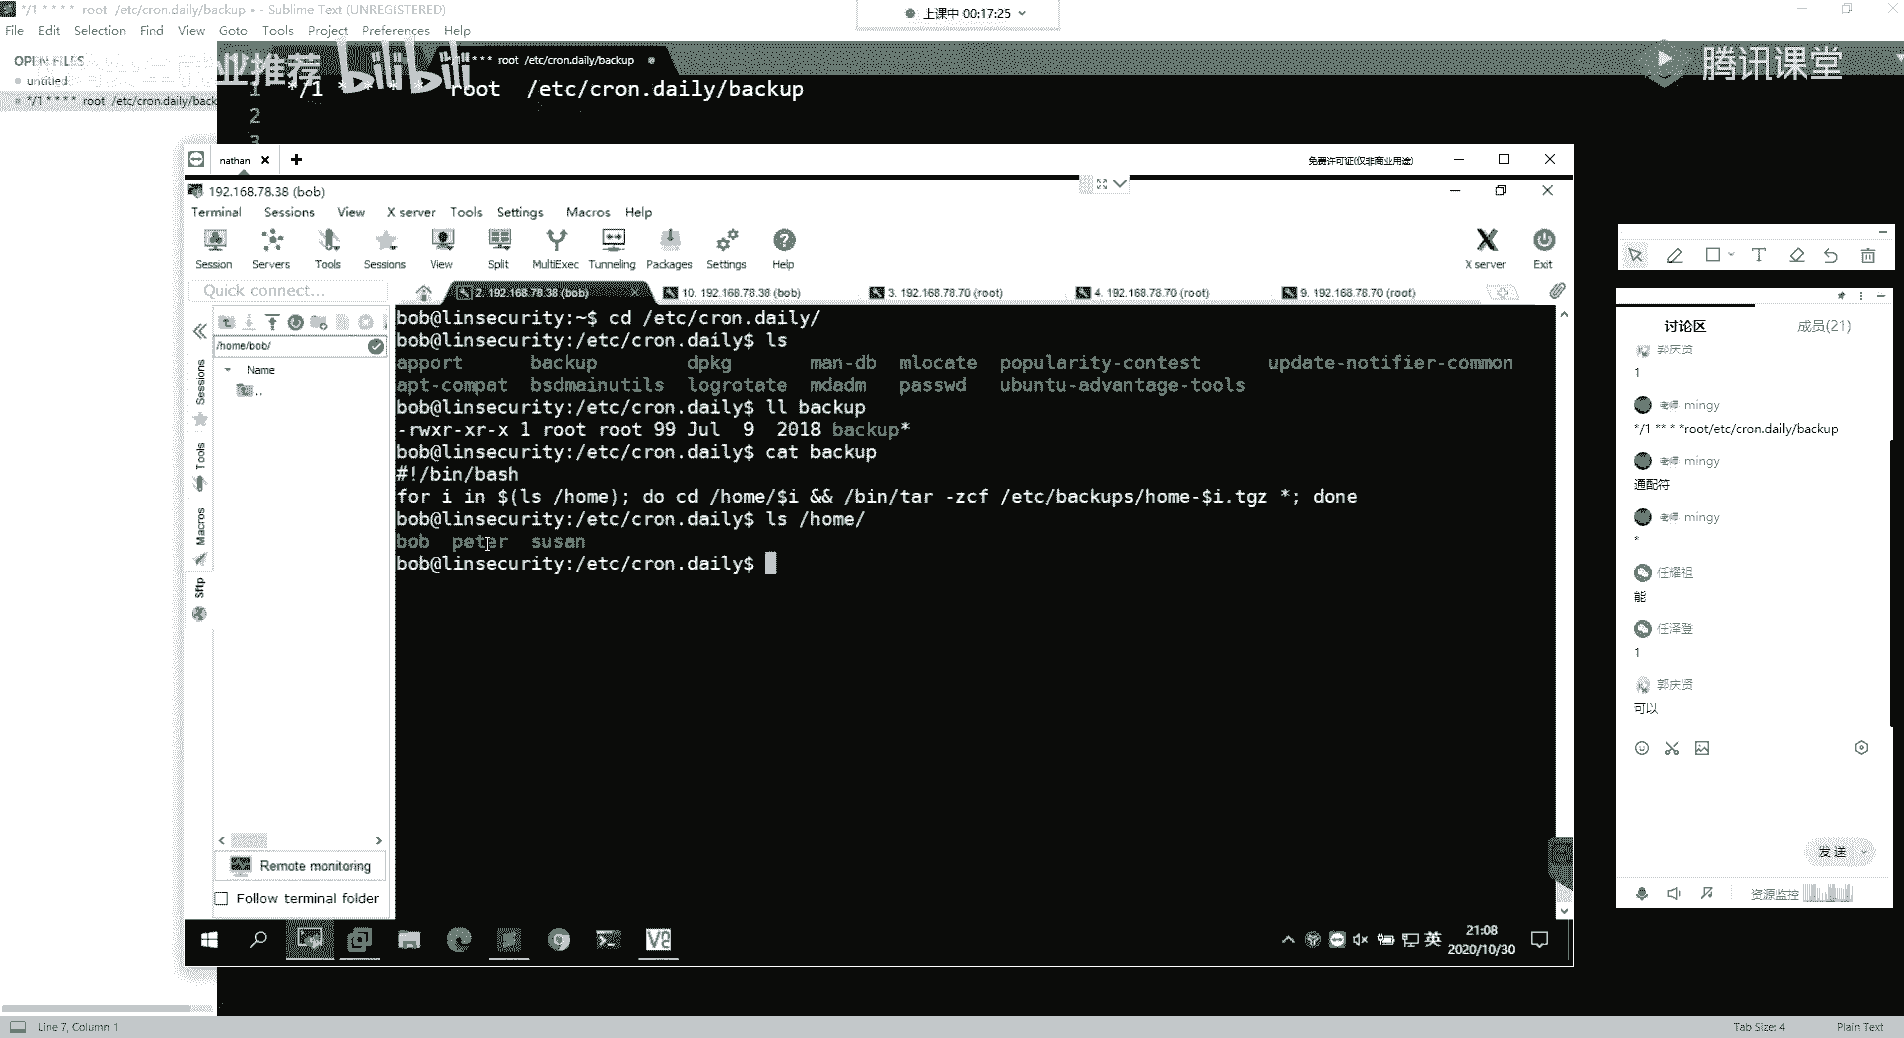 */1 * * * *  root  /etc/cron.daily/backup • - Sublime Text (UNREGISTERED)
上课中 00:17:25
File Edit Selection Find View Goto Tools Project Preferences Help
OPEN FILES
untitled
*/1 * * * *  root  /etc/cron.daily/back
业推荐 bilibili
* * * root  /etc/cron.daily/backup
腾讯课堂
1 */1 * root /etc/cron.daily/backup
2
3
nathan
免费许可证(仅非商业用途)
192.168.78.38 (bob)
Terminal Sessions View X server Tools Settings Macros Help
Session Servers Tools Sessions View Split MultiExec Tunneling Packages Settings Help X server Exit
Quick connect...
2. 192.168.78.38 (bob)
10. 192.168.78.38 (bob)
3. 192.168.78.70 (root)
4. 192.168.78.70 (root)
9. 192.168.78.70 (root)
/home/bob/
Name
..
Sessions
Tools
Macros
Sftp
Remote monitoring
Follow terminal folder
bob@linsecurity:~$ cd /etc/cron.daily/
bob@linsecurity:/etc/cron.daily$ ls
apport backup dpkg man-db mlocate popularity-contest update-notifier-common
apt-compat bsdmainutils logrotate mdadm passwd ubuntu-advantage-tools
bob@linsecurity:/etc/cron.daily$ ll backup
-rwxr-xr-x 1 root root 99 Jul  9  2018 backup*
bob@linsecurity:/etc/cron.daily$ cat backup
#!/bin/bash
for i in $(ls /home); do cd /home/$i && /bin/tar -zcf /etc/backups/home-$i.tgz *; done
bob@linsecurity:/etc/cron.daily$ ls /home/
bob peter susan
bob@linsecurity:/etc/cron.daily$
英
21:08
2020/10/30
讨论区 成员(21)
郭庆贤
1
老师 mingy
*/1 ** * *root/etc/cron.daily/backup
老师 mingy
通配符
老师 mingy
*
任耀祖
能
任泽登
1
郭庆贤
可以
发送
资源监控
Line 7, Column 1
Tab Size: 4
Plain Text